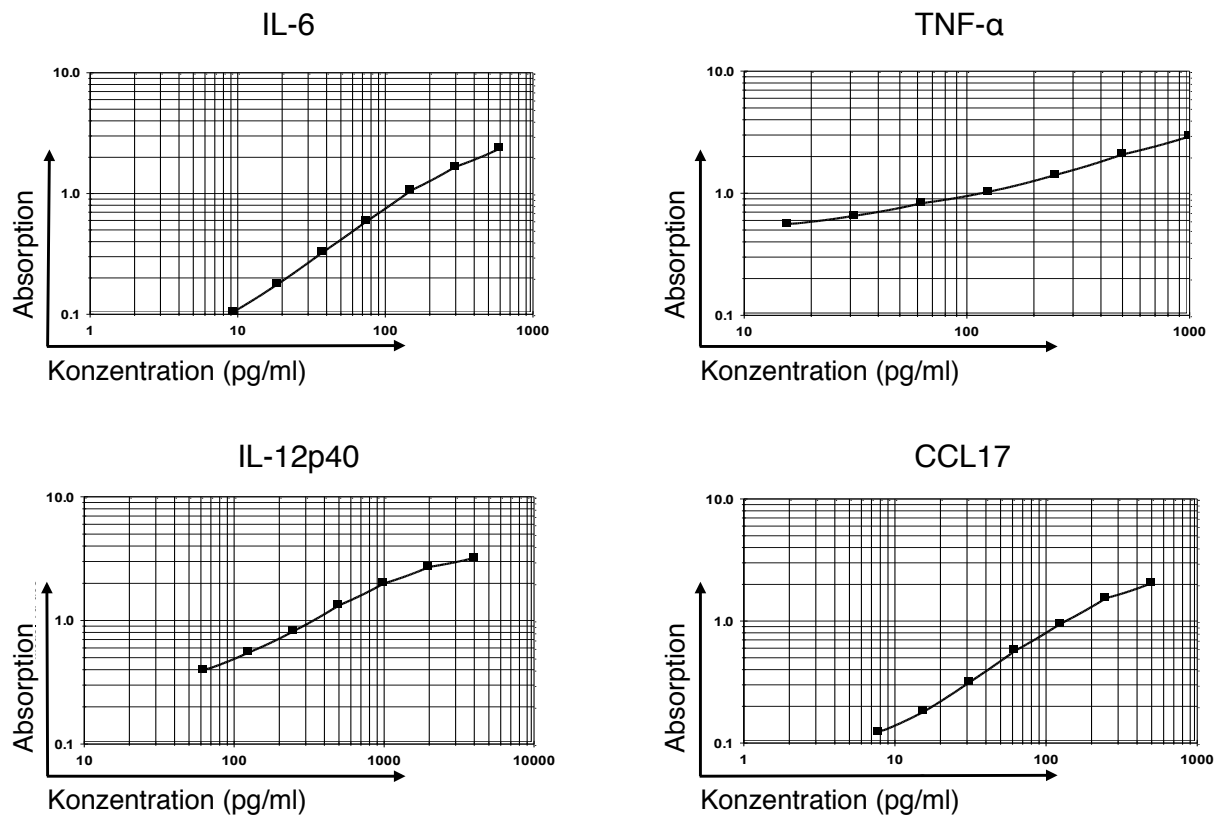 IL-6
10.0
1.0
0.1
1 10 100 1000
Absorption
Konzentration (pg/ml)
TNF-α
10.0
1.0
0.1
10 100 1000
Absorption
Konzentration (pg/ml)
IL-12p40
10.0
1.0
0.1
10 100 1000 10000
Absorption
Konzentration (pg/ml)
CCL17
10.0
1.0
0.1
1 10 100 1000
Absorption
Konzentration (pg/ml)